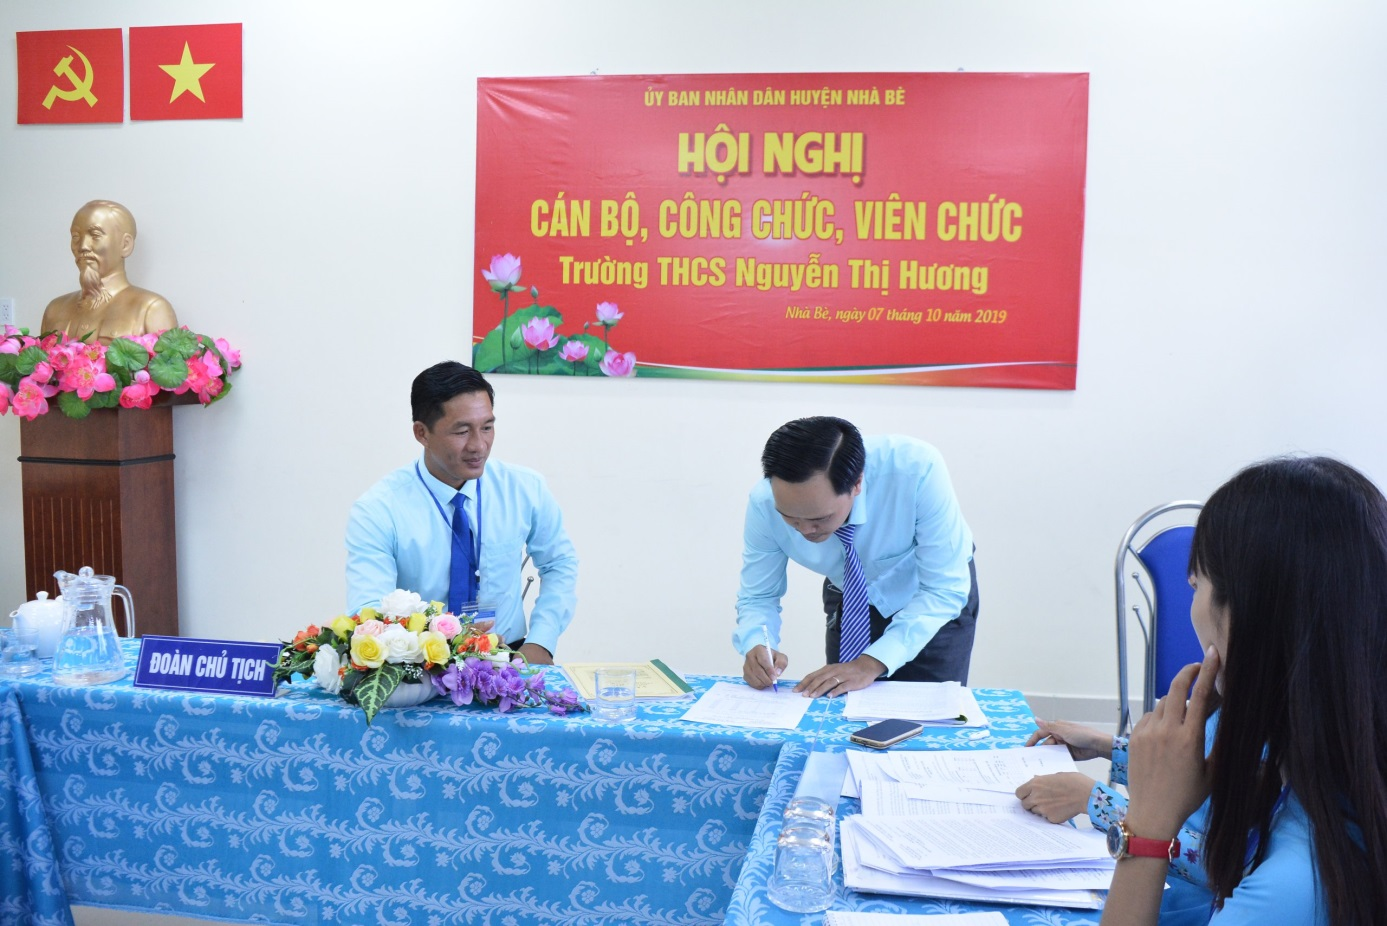 ỦY BAN NHÂN DÂN HUYỆN NHÀ BÈ
HỘI NGHỊ
CÁN BỘ, CÔNG CHỨC, VIÊN CHỨC
Trường THCS Nguyễn Thị Hương
Nhà Bè, ngày 07 tháng 10 năm 2019
ĐOÀN CHỦ TỊCH